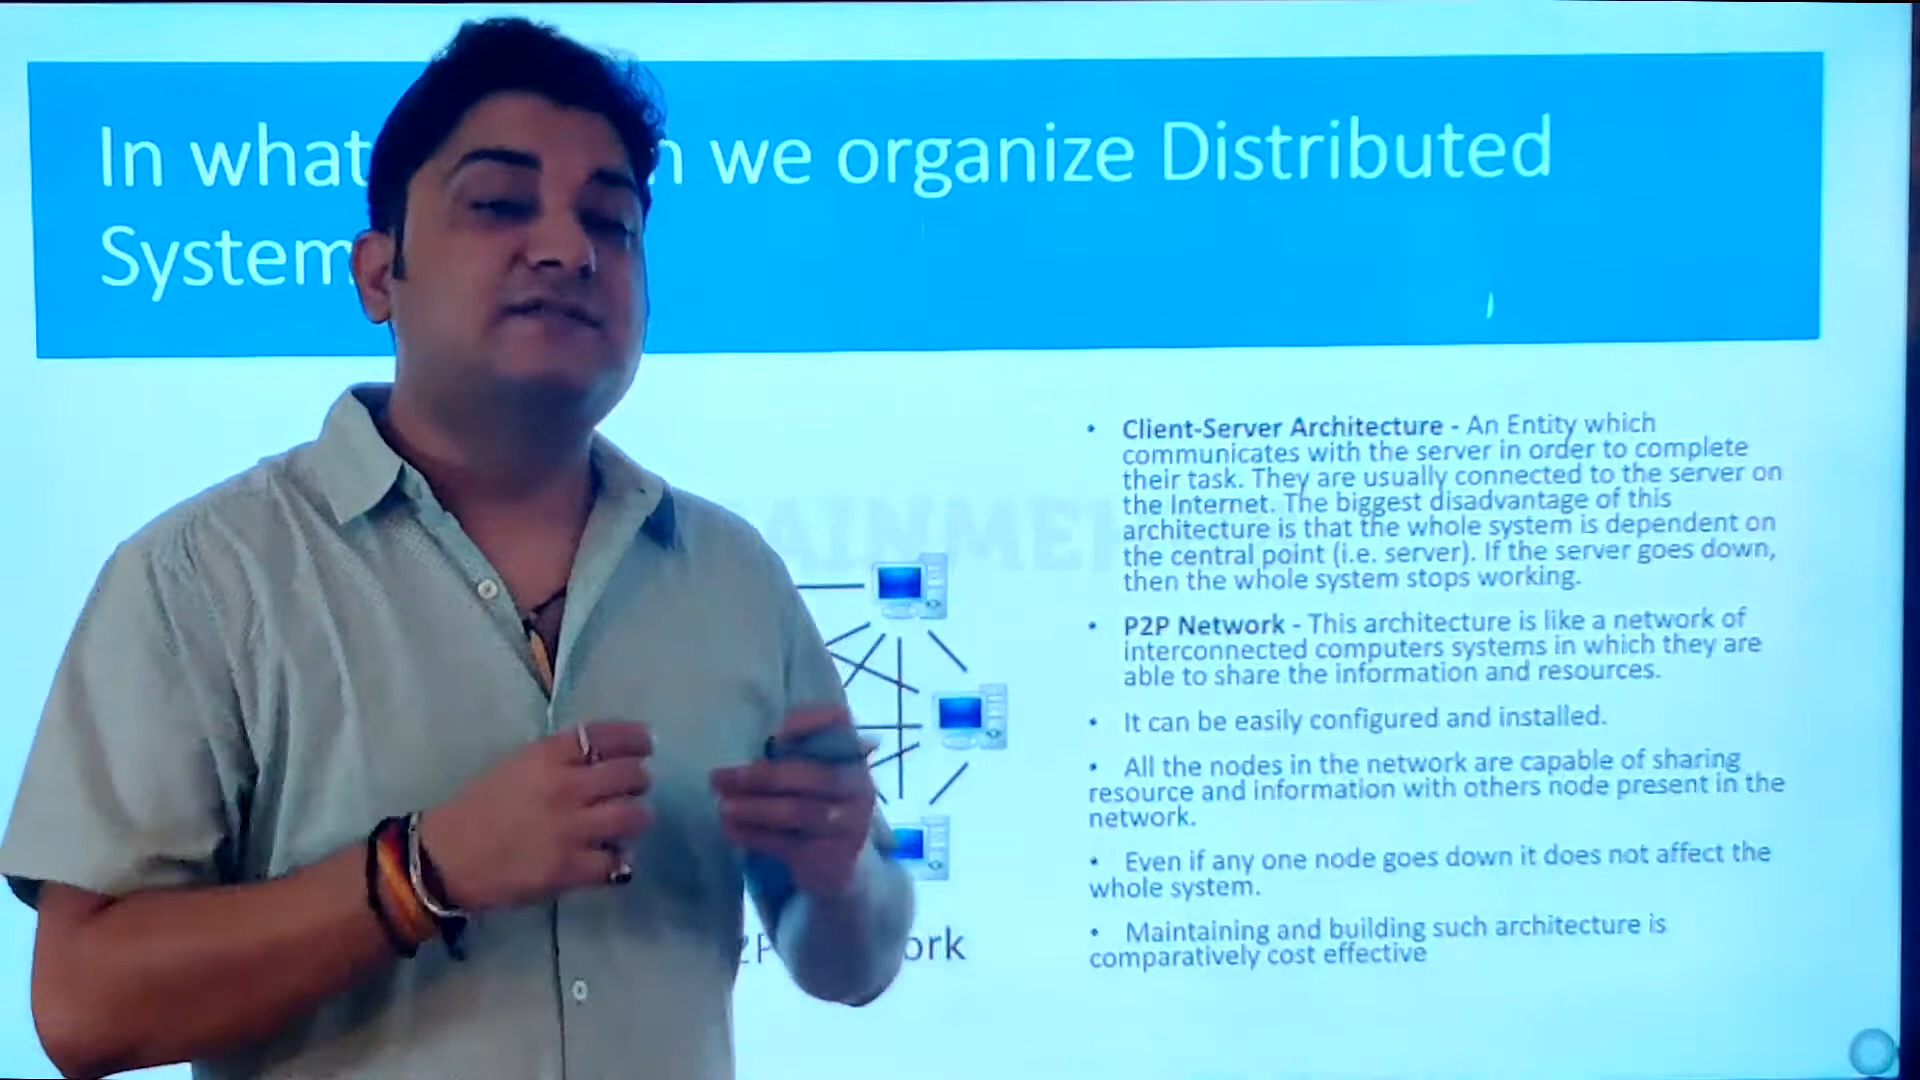 In what we organize Distributed
System
• Client-Server Architecture - An Entity which
communicates with the server in order to complete
their task. They are usually connected to the server on
the Internet. The biggest disadvantage of this
architecture is that the whole system is dependent on
the central point (i.e. server). If the server goes down,
then the whole system stops working.
• P2P Network - This architecture is like a network of
interconnected computers systems in which they are
able to share the information and resources.
• It can be easily configured and installed.
• All the nodes in the network are capable of sharing
resource and information with others node present in the
network.
• Even if any one node goes down it does not affect the
whole system.
• Maintaining and building such architecture is
comparatively cost effective